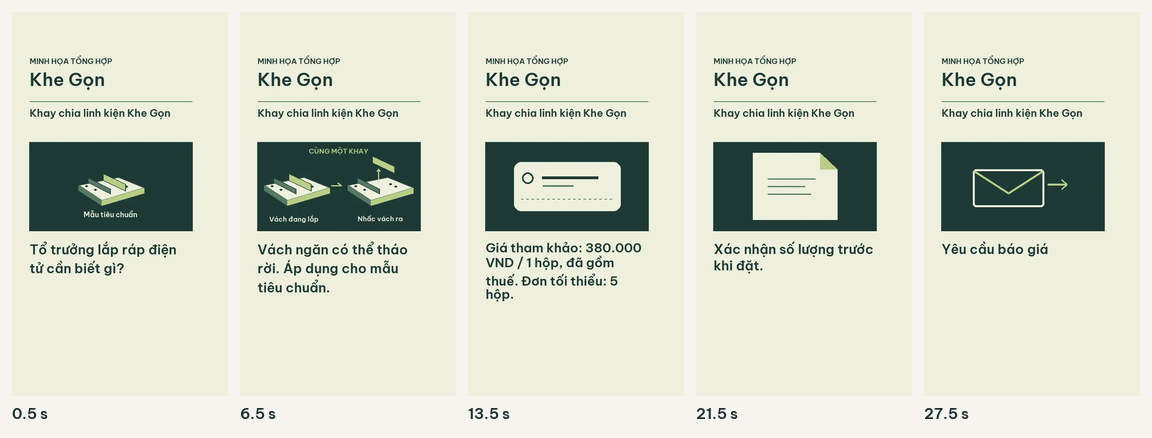 MINH HỌA TỔNG HỢP
Khe Gọn
Khay chia linh kiện Khe Gọn
Mẫu tiêu chuẩn
Tổ trưởng lắp ráp điện
tử cần biết gì?
0.5 s
MINH HỌA TỔNG HỢP
Khe Gọn
Khay chia linh kiện Khe Gọn
CÙNG MỘT KHAY
Vách đang lắp
Nhấc vách ra
Vách ngăn có thể tháo
rời. Áp dụng cho mẫu
tiêu chuẩn.
6.5 s
MINH HỌA TỔNG HỢP
Khe Gọn
Khay chia linh kiện Khe Gọn
Giá tham khảo: 380.000
VND / 1 hộp, đã gồm
thuế. Đơn tối thiểu: 5
hộp.
13.5 s
MINH HỌA TỔNG HỢP
Khe Gọn
Khay chia linh kiện Khe Gọn
Xác nhận số lượng trước
khi đặt.
21.5 s
MINH HỌA TỔNG HỢP
Khe Gọn
Khay chia linh kiện Khe Gọn
Yêu cầu báo giá
27.5 s